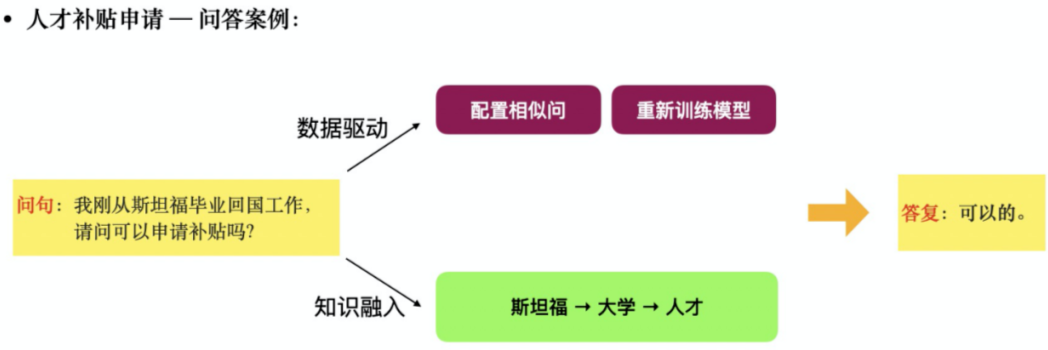 • 人才补贴申请 — 问答案例：
数据驱动
配置相似问
重新训练模型
问句：我刚从斯坦福毕业回国工作，
请问可以申请补贴吗？
答复：可以的。
知识融入
斯坦福 → 大学 → 人才